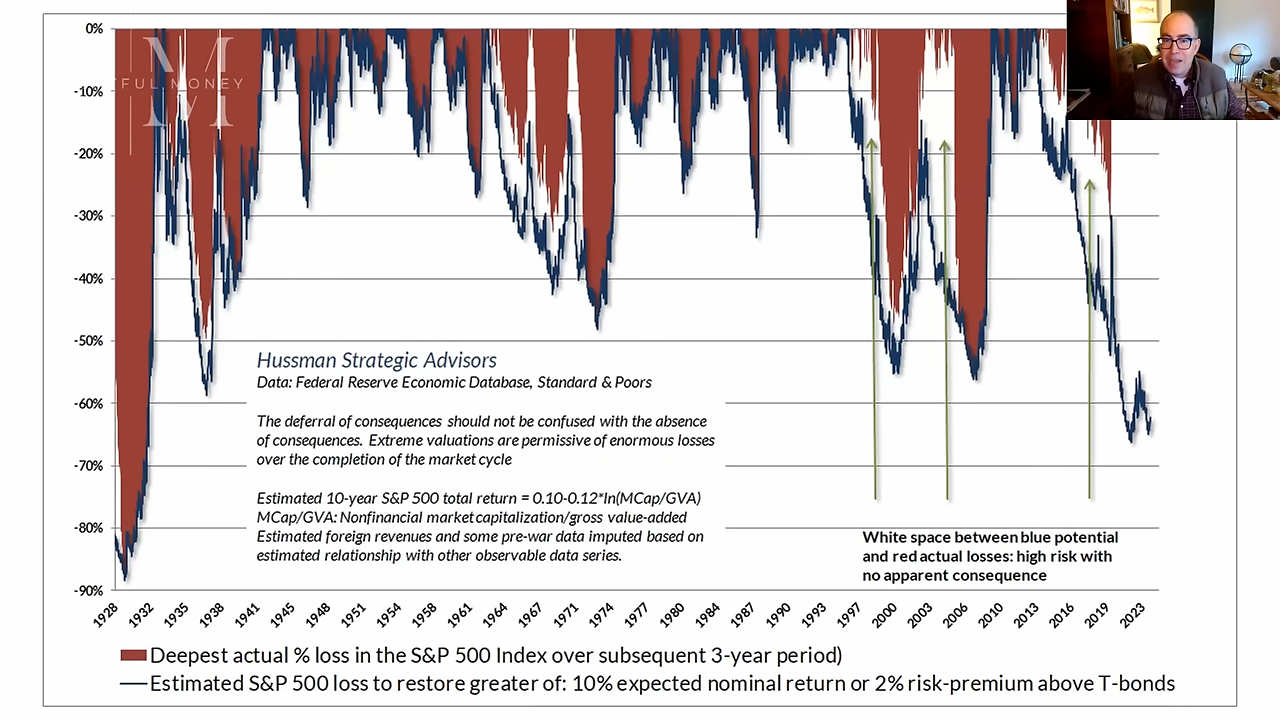 0%
-10%
-20%
-30%
-40%
-50%
-60%
-70%
-80%
-90%
M
TFUL MONEY
M
Hussman Strategic Advisors
Data: Federal Reserve Economic Database, Standard & Poors
The deferral of consequences should not be confused with the absence
of consequences. Extreme valuations are permissive of enormous losses
over the completion of the market cycle
Estimated 10-year S&P 500 total return = 0.10-0.12*ln(MCap/GVA)
MCap/GVA: Nonfinancial market capitalization/gross value-added
Estimated foreign revenues and some pre-war data imputed based on
estimated relationship with other observable data series.
White space between blue potential
and red actual losses: high risk with
no apparent consequence
1928 1932 1935 1938 1941 1945 1948 1951 1954 1958 1961 1964 1967 1971 1974 1977 1980 1984 1987 1990 1993 1997 2000 2003 2006 2010 2013 2016 2019 2023
Deepest actual % loss in the S&P 500 Index over subsequent 3-year period)
Estimated S&P 500 loss to restore greater of: 10% expected nominal return or 2% risk-premium above T-bonds